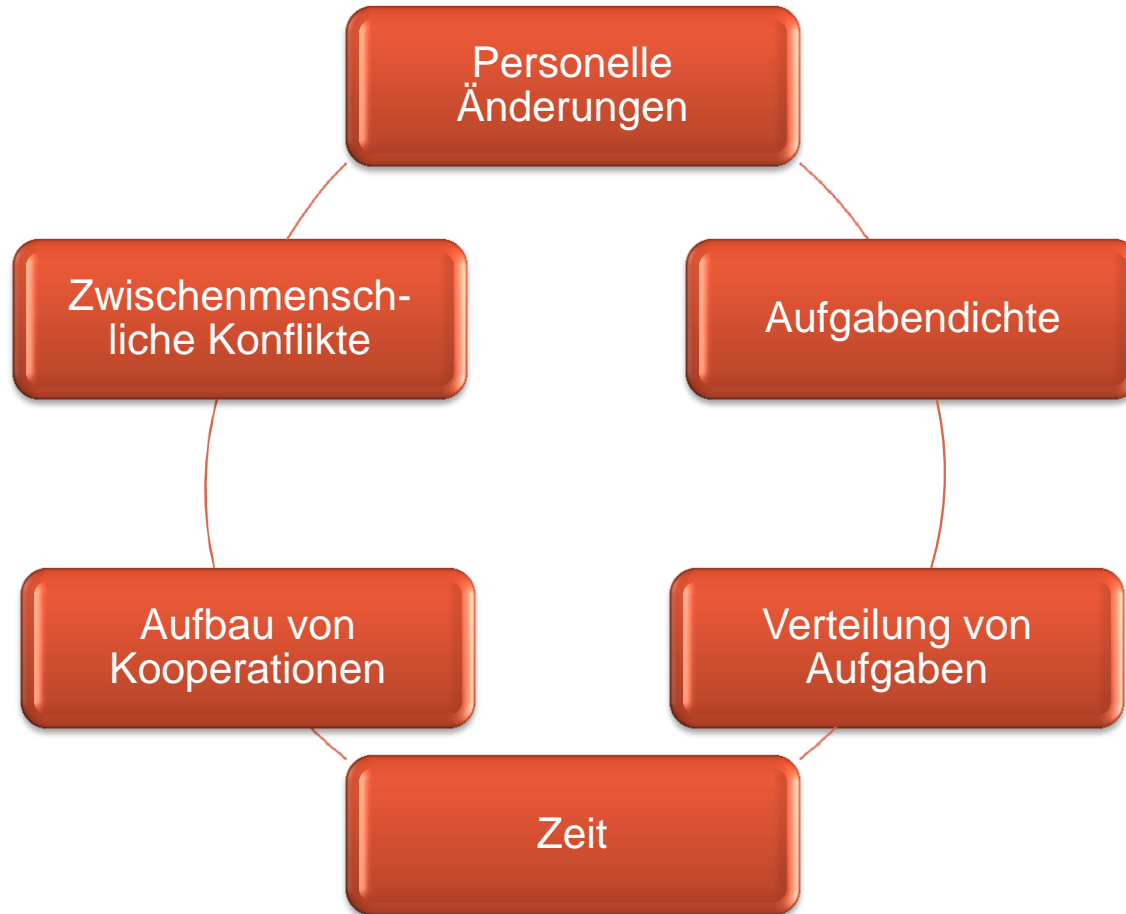 Personelle
Änderungen
Zwischenmensch-
liche Konflikte
Aufgabendichte
Aufbau von
Kooperationen
Verteilung von
Aufgaben
Zeit